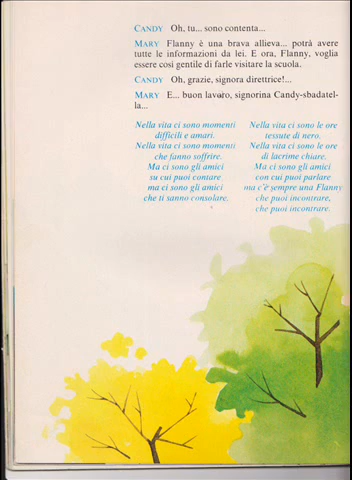 CANDY Oh, tu... sono contenta...
MARY Flanny è una brava allieva... potrà avere
tutte le informazioni da lei. E ora, Flanny, voglia
essere così gentile di farle visitare la scuola.
CANDY Oh, grazie, signora direttrice!...
MARY E... buon lavoro, signorina Candy-sbadatel-
la...
Nella vita ci sono momenti
difficili e amari.
Nella vita ci sono momenti
che fanno soffrire.
Ma ci sono gli amici
su cui puoi contare
ma ci sono gli amici
che ti sanno consolare.
Nella vita ci sono le ore
tessute di nero.
Nella vita ci sono le ore
di lacrime chiare.
Ma ci sono gli amici
con cui puoi parlare
ma c'è sempre una Flanny
che puoi incontrare,
che puoi incontrare.